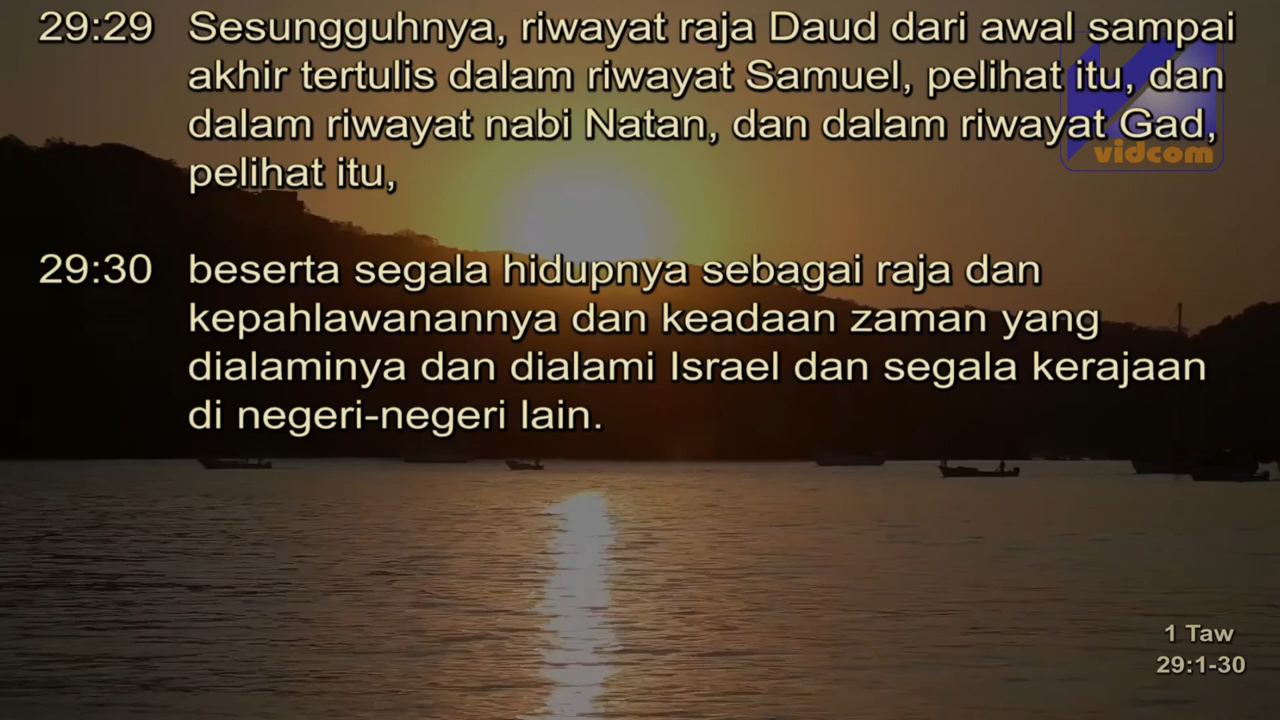 29:29 Sesungguhnya, riwayat raja Daud dari awal sampai
akhir tertulis dalam riwayat Samuel, pelihat itu, dan
dalam riwayat nabi Natan, dan dalam riwayat Gad,
pelihat itu,
29:30 beserta segala hidupnya sebagai raja dan
kepahlawanannya dan keadaan zaman yang
dialaminya dan dialami Israel dan segala kerajaan
di negeri-negeri lain.
vidcom
1 Taw
29:1-30